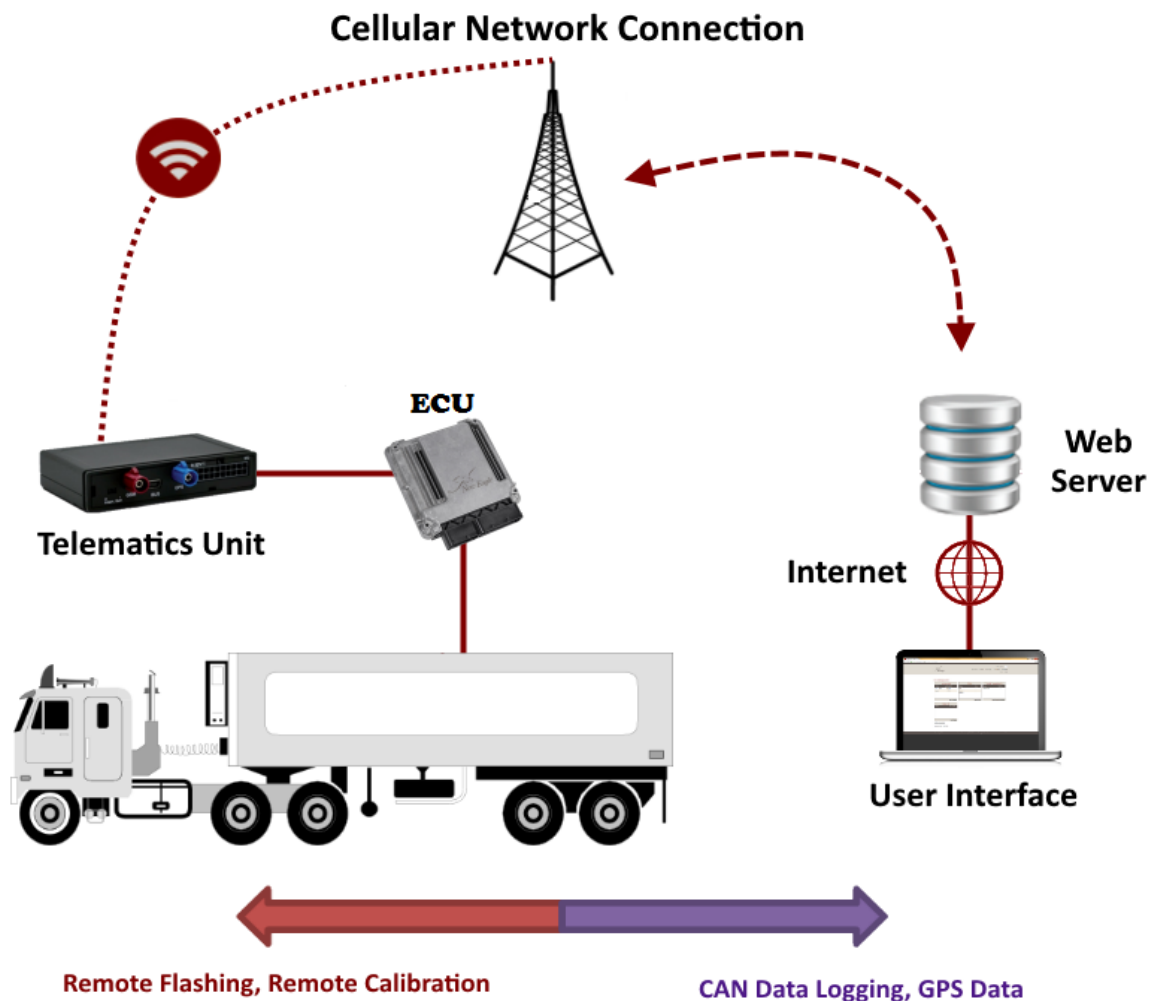 Cellular Network Connection
ECU
Telematics Unit
Web
Server
Internet
User Interface
Remote Flashing, Remote Calibration
CAN Data Logging, GPS Data